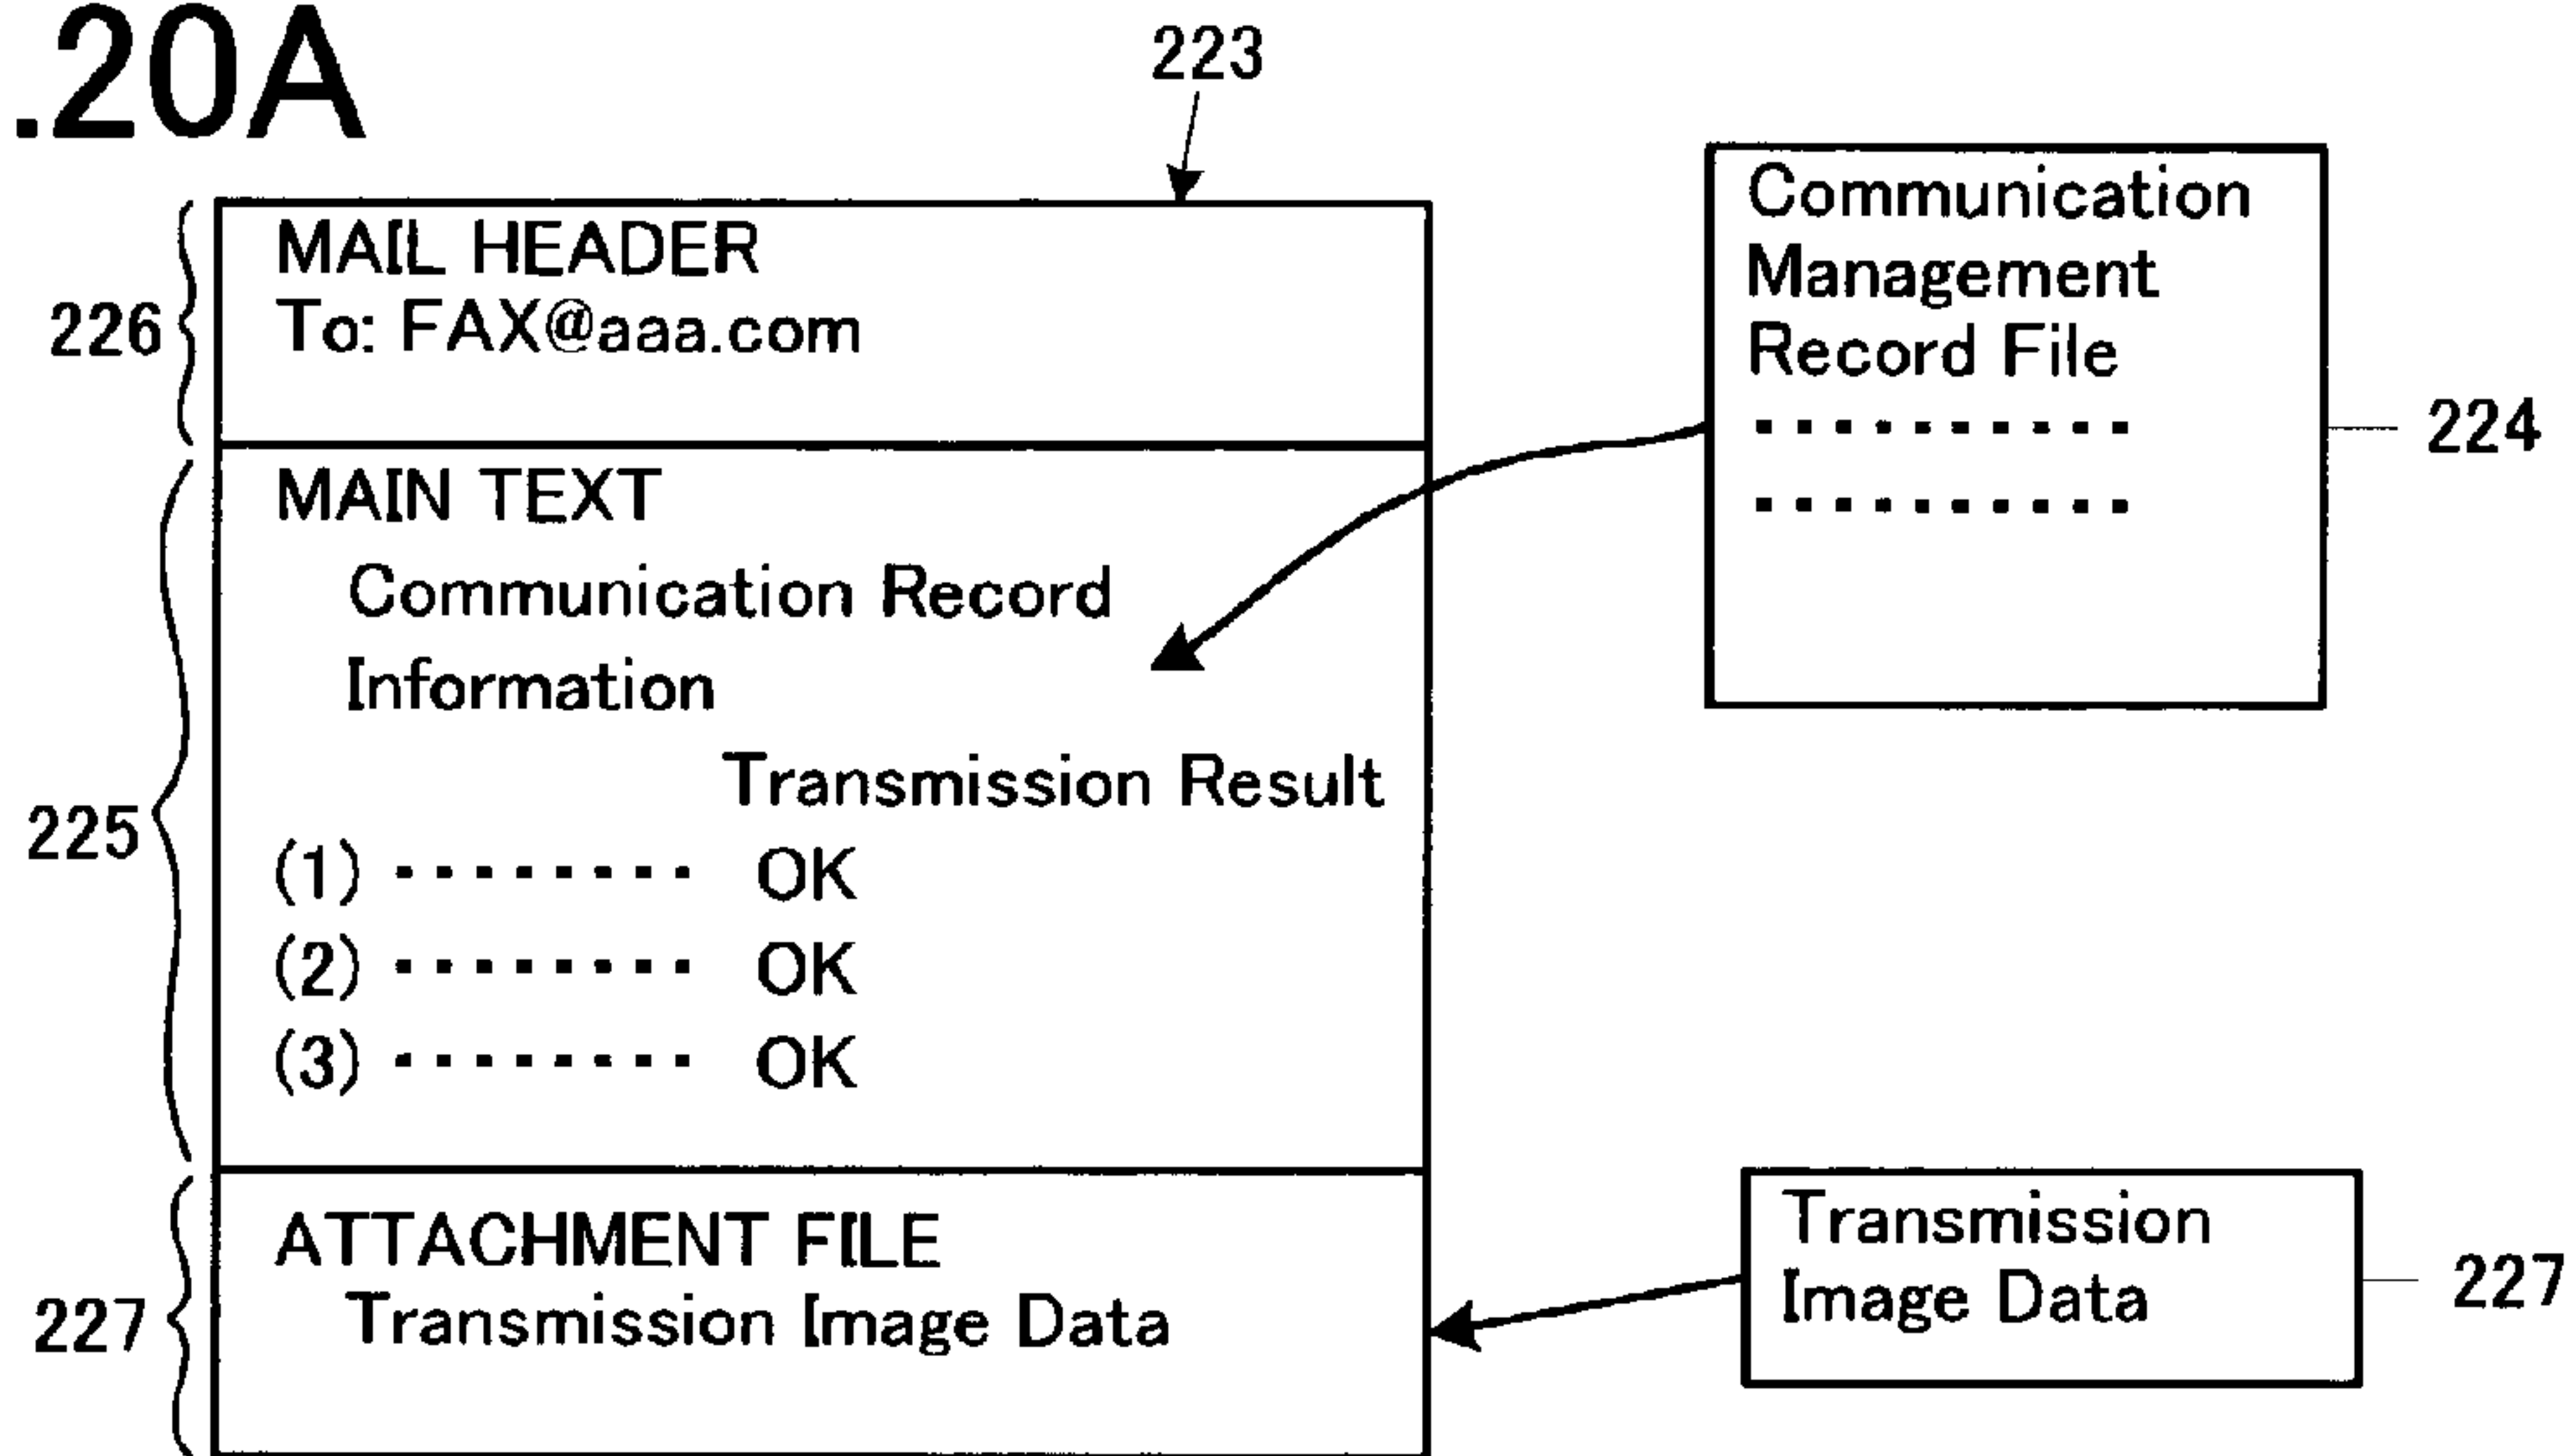 .20A
223
226
MAIL HEADER
To: FAX@aaa.com
Communication
Management
Record File
..........
..........
224
225
MAIN TEXT
Communication Record
Information
Transmission Result
(1) ........ OK
(2) ........ OK
(3) ........ OK
227
ATTACHMENT FILE
Transmission Image Data
Transmission
Image Data
227